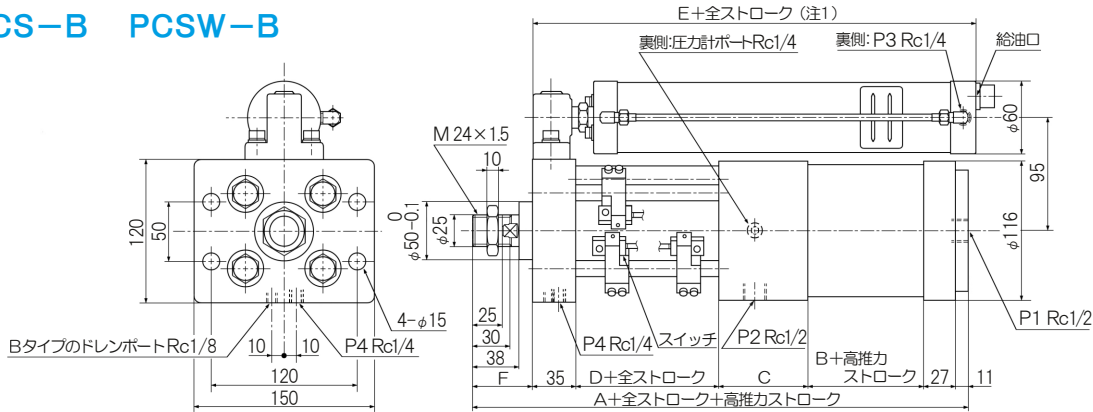 CS−B PCSW−B
E＋全ストローク（注1）
裏側:圧力計ポートRc1/4
裏側: P3 Rc1/4
給油口
M 24×1.5
10
φ60
95
120
50
φ50 0 -0.1
φ25
φ116
4-φ15
25
30
38
P4 Rc1/4
スイッチ
P2 Rc1/2
P1 Rc1/2
BタイプのドレンポートRc1/8
10
10
P4 Rc1/4
120
150
F
35
D＋全ストローク
C
B＋高推力
ストローク
27
11
A＋全ストローク＋高推力ストローク